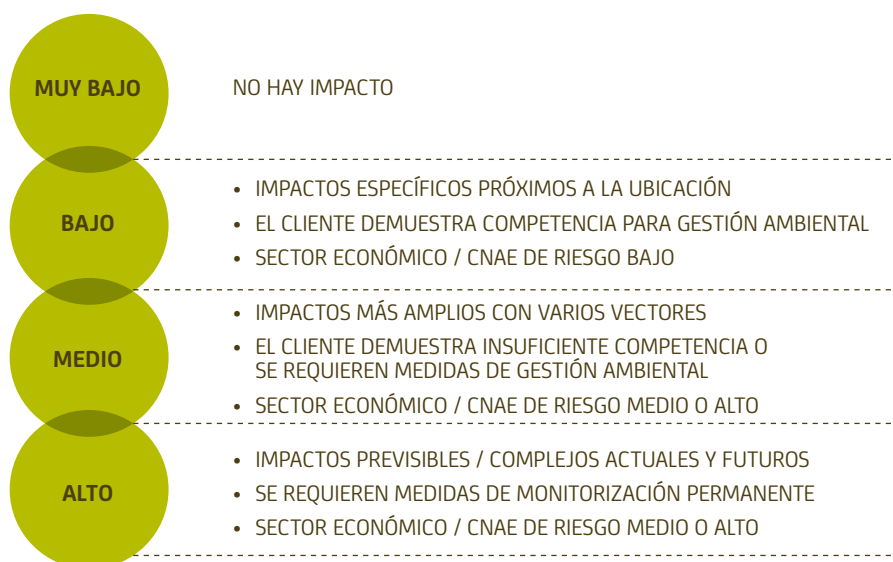 MUY BAJO
NO HAY IMPACTO
BAJO
• IMPACTOS ESPECÍFICOS PRÓXIMOS A LA UBICACIÓN
• EL CLIENTE DEMUESTRA COMPETENCIA PARA GESTIÓN AMBIENTAL
• SECTOR ECONÓMICO / CNAE DE RIESGO BAJO
MEDIO
• IMPACTOS MÁS AMPLIOS CON VARIOS VECTORES
• EL CLIENTE DEMUESTRA INSUFICIENTE COMPETENCIA O
SE REQUIEREN MEDIDAS DE GESTIÓN AMBIENTAL
• SECTOR ECONÓMICO / CNAE DE RIESGO MEDIO O ALTO
ALTO
• IMPACTOS PREVISIBLES / COMPLEJOS ACTUALES Y FUTUROS
• SE REQUIEREN MEDIDAS DE MONITORIZACIÓN PERMANENTE
• SECTOR ECONÓMICO / CNAE DE RIESGO MEDIO O ALTO